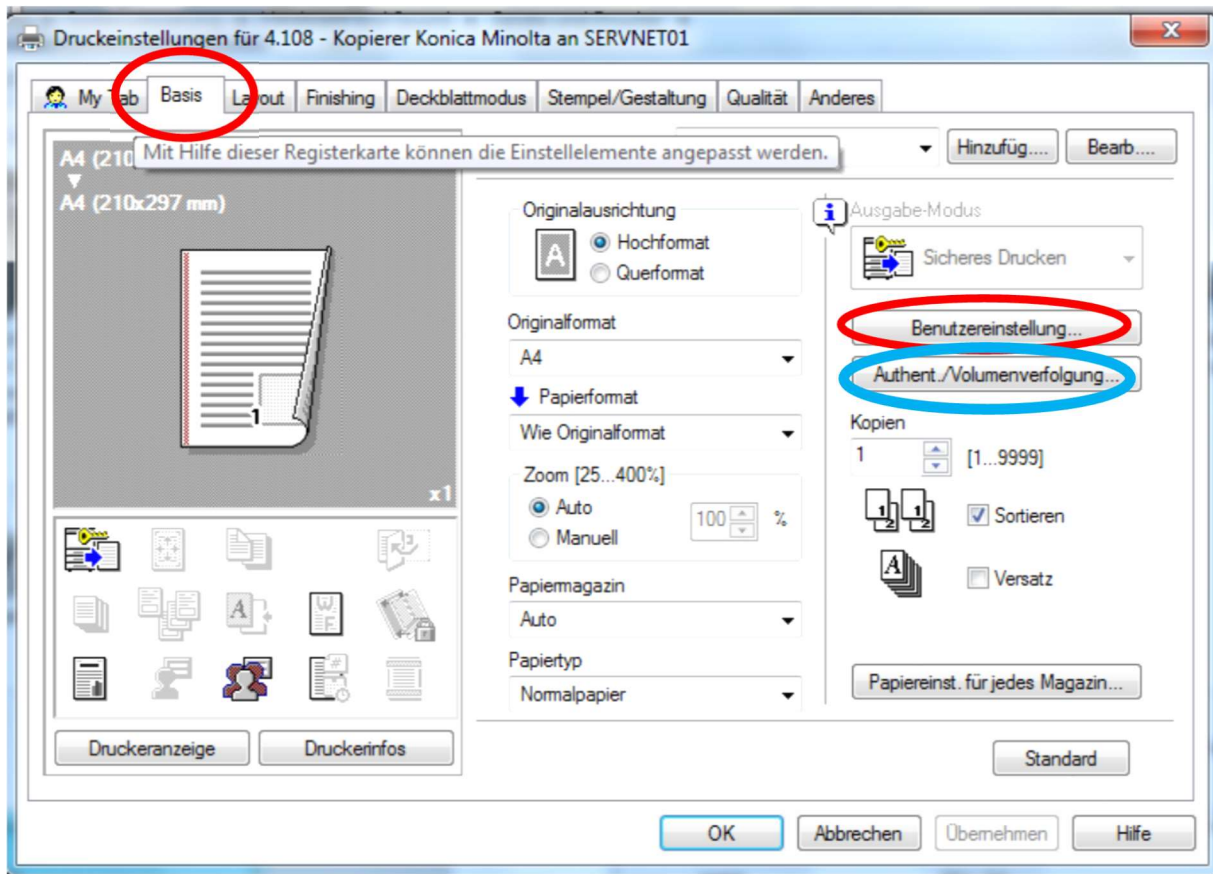 Druckeinstellungen für 4.108 - Kopierer Konica Minolta an SERVNET01
My Tab Basis Layout Finishing Deckblattmodus Stempel/Gestaltung Qualität Anderes
A4 (210
Mit Hilfe dieser Registerkarte können die Einstellelemente angepasst werden.
Hinzufüg.... Bearb....
A4 (210x297 mm)
1
x1
Druckeranzeige Druckerinfos
Originalausrichtung
A
Hochformat
Querformat
Originalformat
A4
Papierformat
Wie Originalformat
Zoom [25...400%]
Auto
Manuell
100 %
Papiermagazin
Auto
Papiertyp
Normalpapier
Ausgabe-Modus
Sicheres Drucken
Benutzereinstellung...
Authent./Volumenverfolgung...
Kopien
1 [1...9999]
Sortieren
Versatz
Papiereinst. für jedes Magazin...
Standard
OK Abbrechen Übernehmen Hilfe